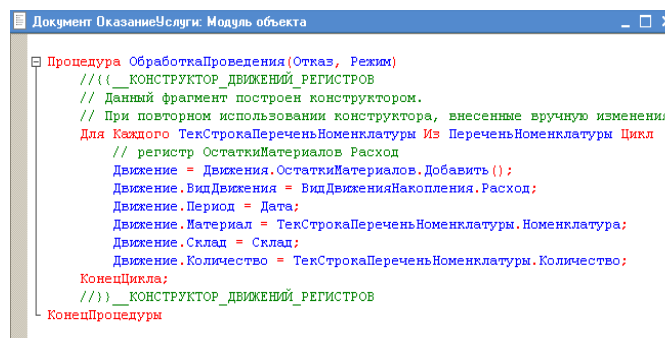 Документ ОказаниеУслуги: Модуль объекта
Процедура ОбработкаПроведения(Отказ, Режим)
//{{__КОНСТРУКТОР_ДВИЖЕНИЙ_РЕГИСТРОВ
// Данный фрагмент построен конструктором.
// При повторном использовании конструктора, внесенные вручную изменения
Для Каждого ТекСтрокаПереченьНоменклатуры Из ПереченьНоменклатуры Цикл
// регистр ОстаткиМатериалов Расход
Движение = Движения.ОстаткиМатериалов.Добавить();
Движение.ВидДвижения = ВидДвиженияНакопления.Расход;
Движение.Период = Дата;
Движение.Материал = ТекСтрокаПереченьНоменклатуры.Номенклатура;
Движение.Склад = Склад;
Движение.Количество = ТекСтрокаПереченьНоменклатуры.Количество;
КонецЦикла;
//}}__КОНСТРУКТОР_ДВИЖЕНИЙ_РЕГИСТРОВ
КонецПроцедуры